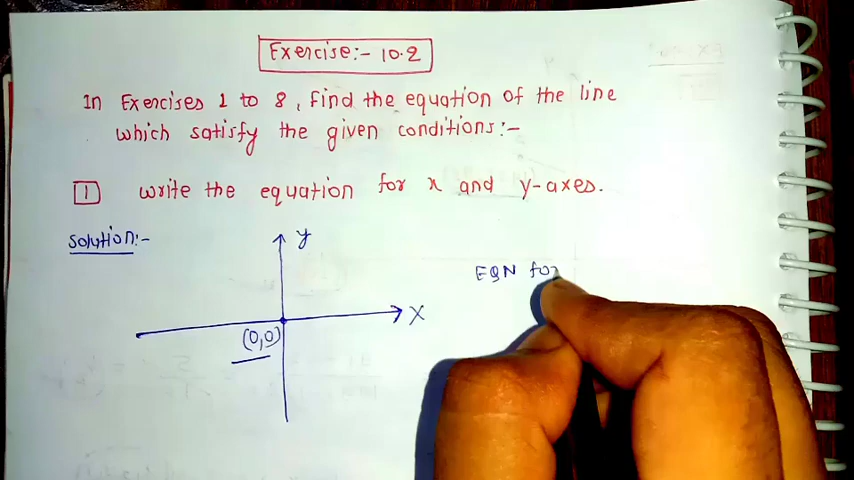 Exercise:- 10.2
In Exercises 1 to 8, Find the equation of the line
which satisfy the given conditions:-
1 write the equation for x and y-axes.
Solution:-
y
EQN for
X
(0,0)